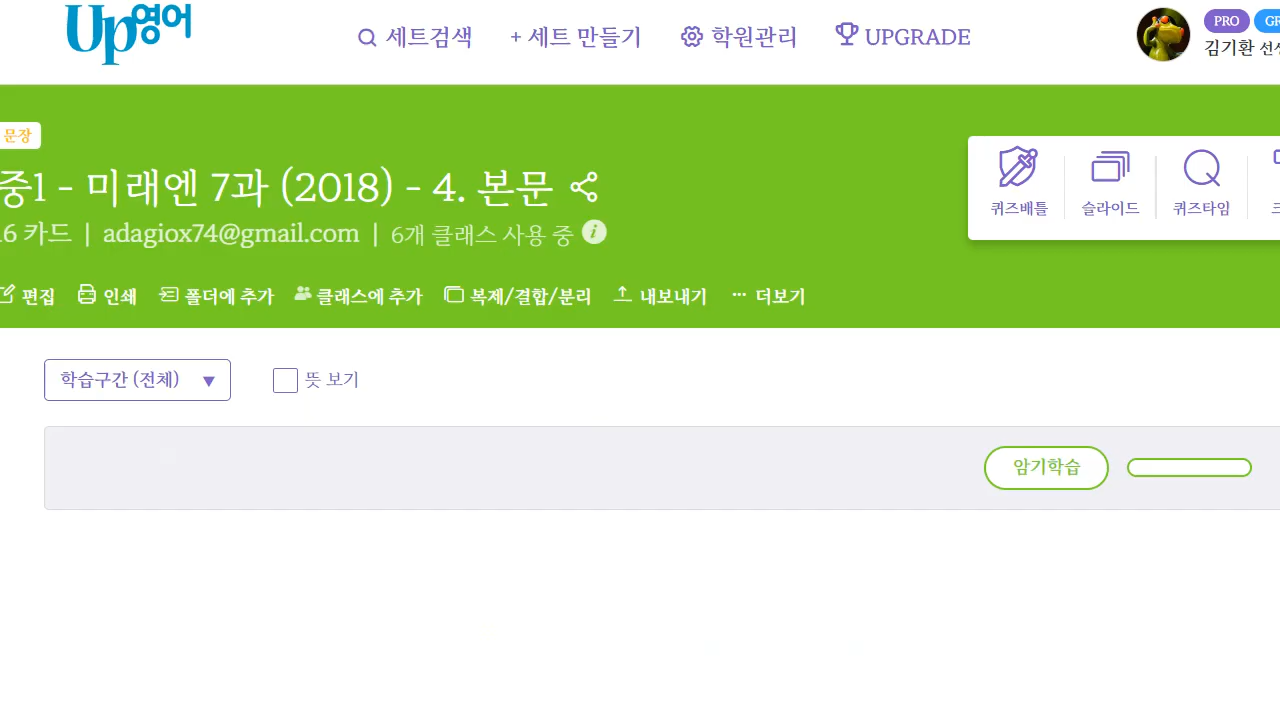 Up영어
세트검색
+ 세트 만들기
학원관리
UPGRADE
PRO
김기환
문장
중1 - 미래엔 7과 (2018) - 4. 본문
카드 | adagiox74@gmail.com | 6개 클래스 사용 중 i
퀴즈배틀
슬라이드
퀴즈타임
편집
인쇄
폴더에 추가
클래스에 추가
복제/결합/분리
내보내기
··· 더보기
학습구간 (전체) ▼
뜻 보기
암기학습